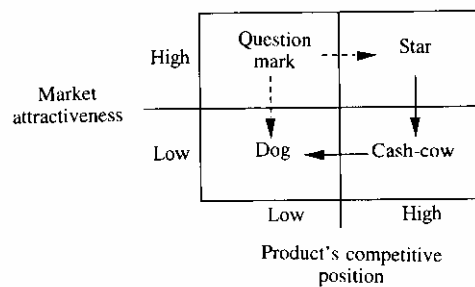 Question
mark
Star
High
Market
attractiveness
Low
Dog
Cash-cow
Low
High
Product's competitive
position